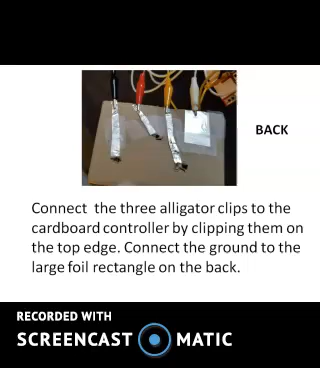 BACK
Connect the three alligator clips to the
cardboard controller by clipping them on
the top edge. Connect the ground to the
large foil rectangle on the back.
RECORDED WITH
SCREENCAST MATIC